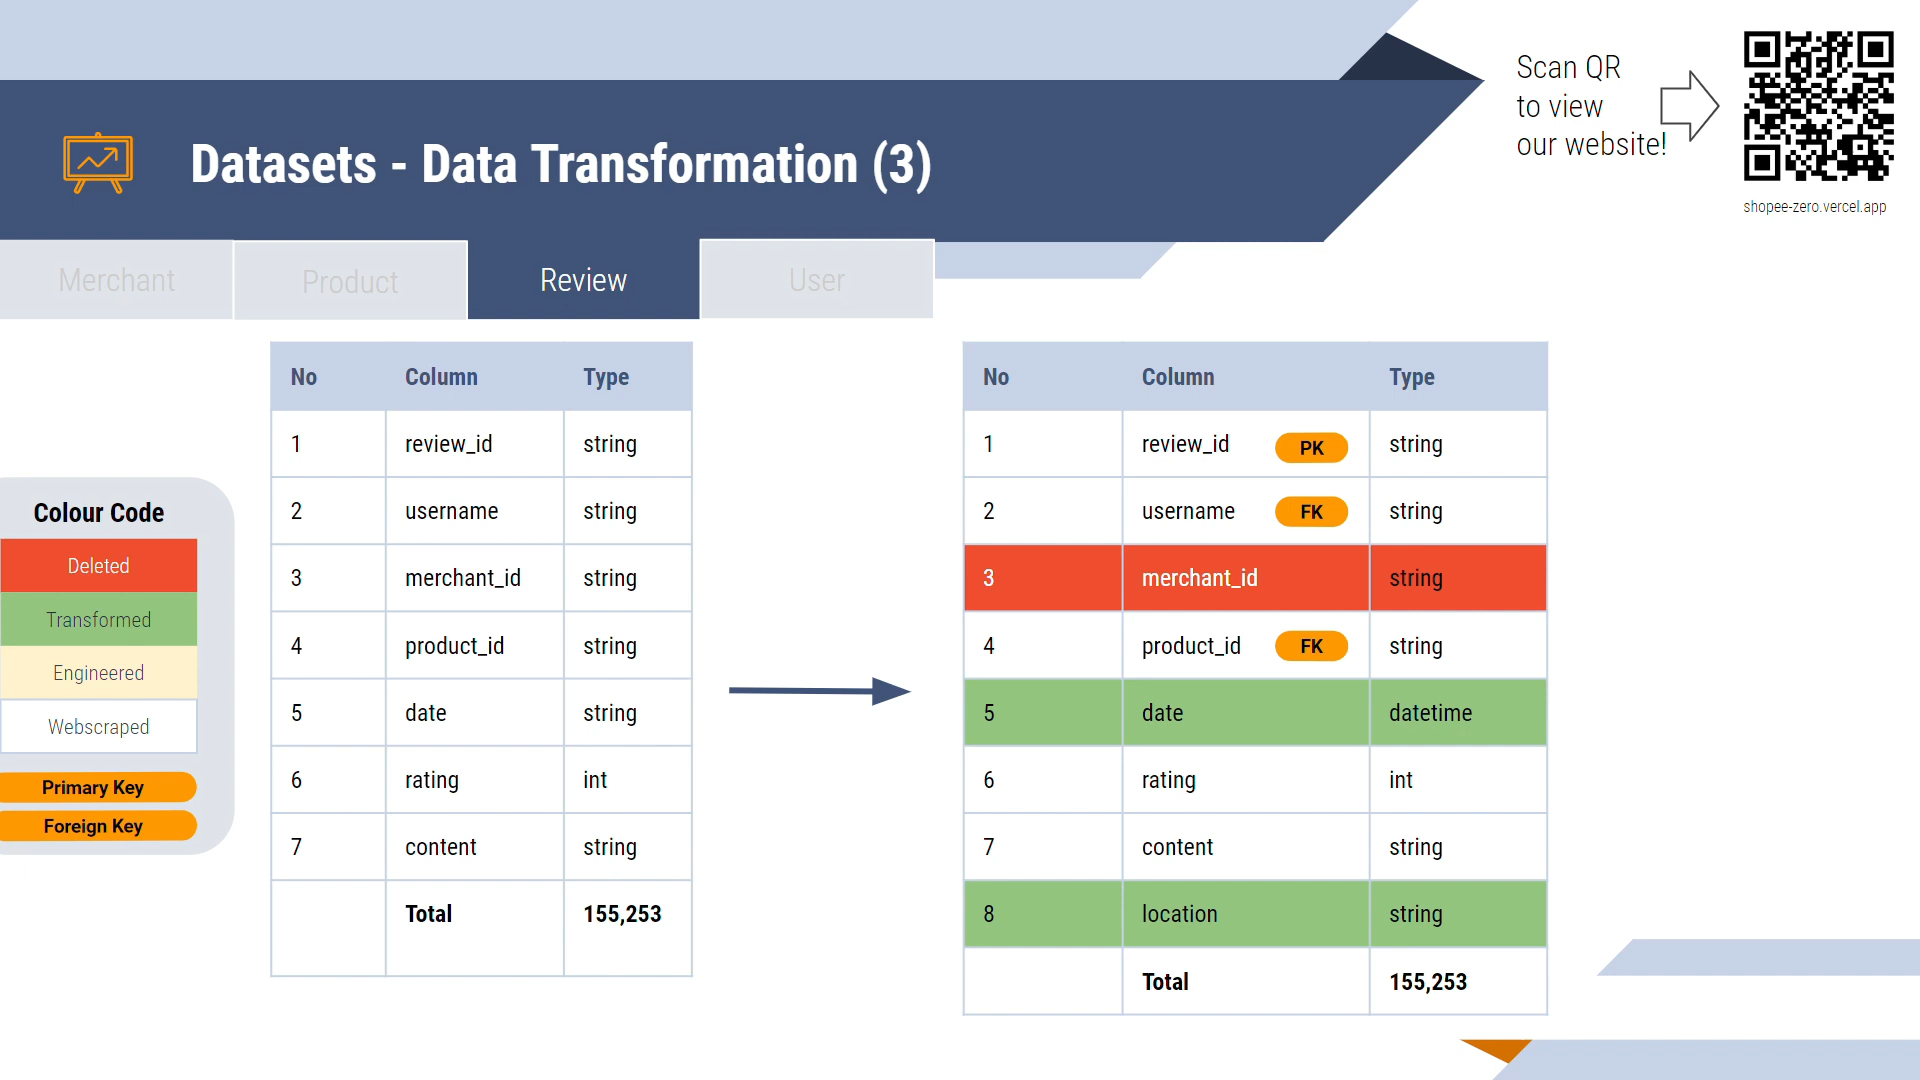 Scan QR
to view
our website!
shopee-zero.vercel.app
Datasets - Data Transformation (3)
Merchant Product Review User
Colour Code
Deleted
Transformed
Engineered
Webscraped
Primary Key
Foreign Key
No Column Type
1 review_id string
2 username string
3 merchant_id string
4 product_id string
5 date string
6 rating int
7 content string
Total 155,253
No Column Type
1 review_id PK string
2 username FK string
3 merchant_id string
4 product_id FK string
5 date datetime
6 rating int
7 content string
8 location string
Total 155,253